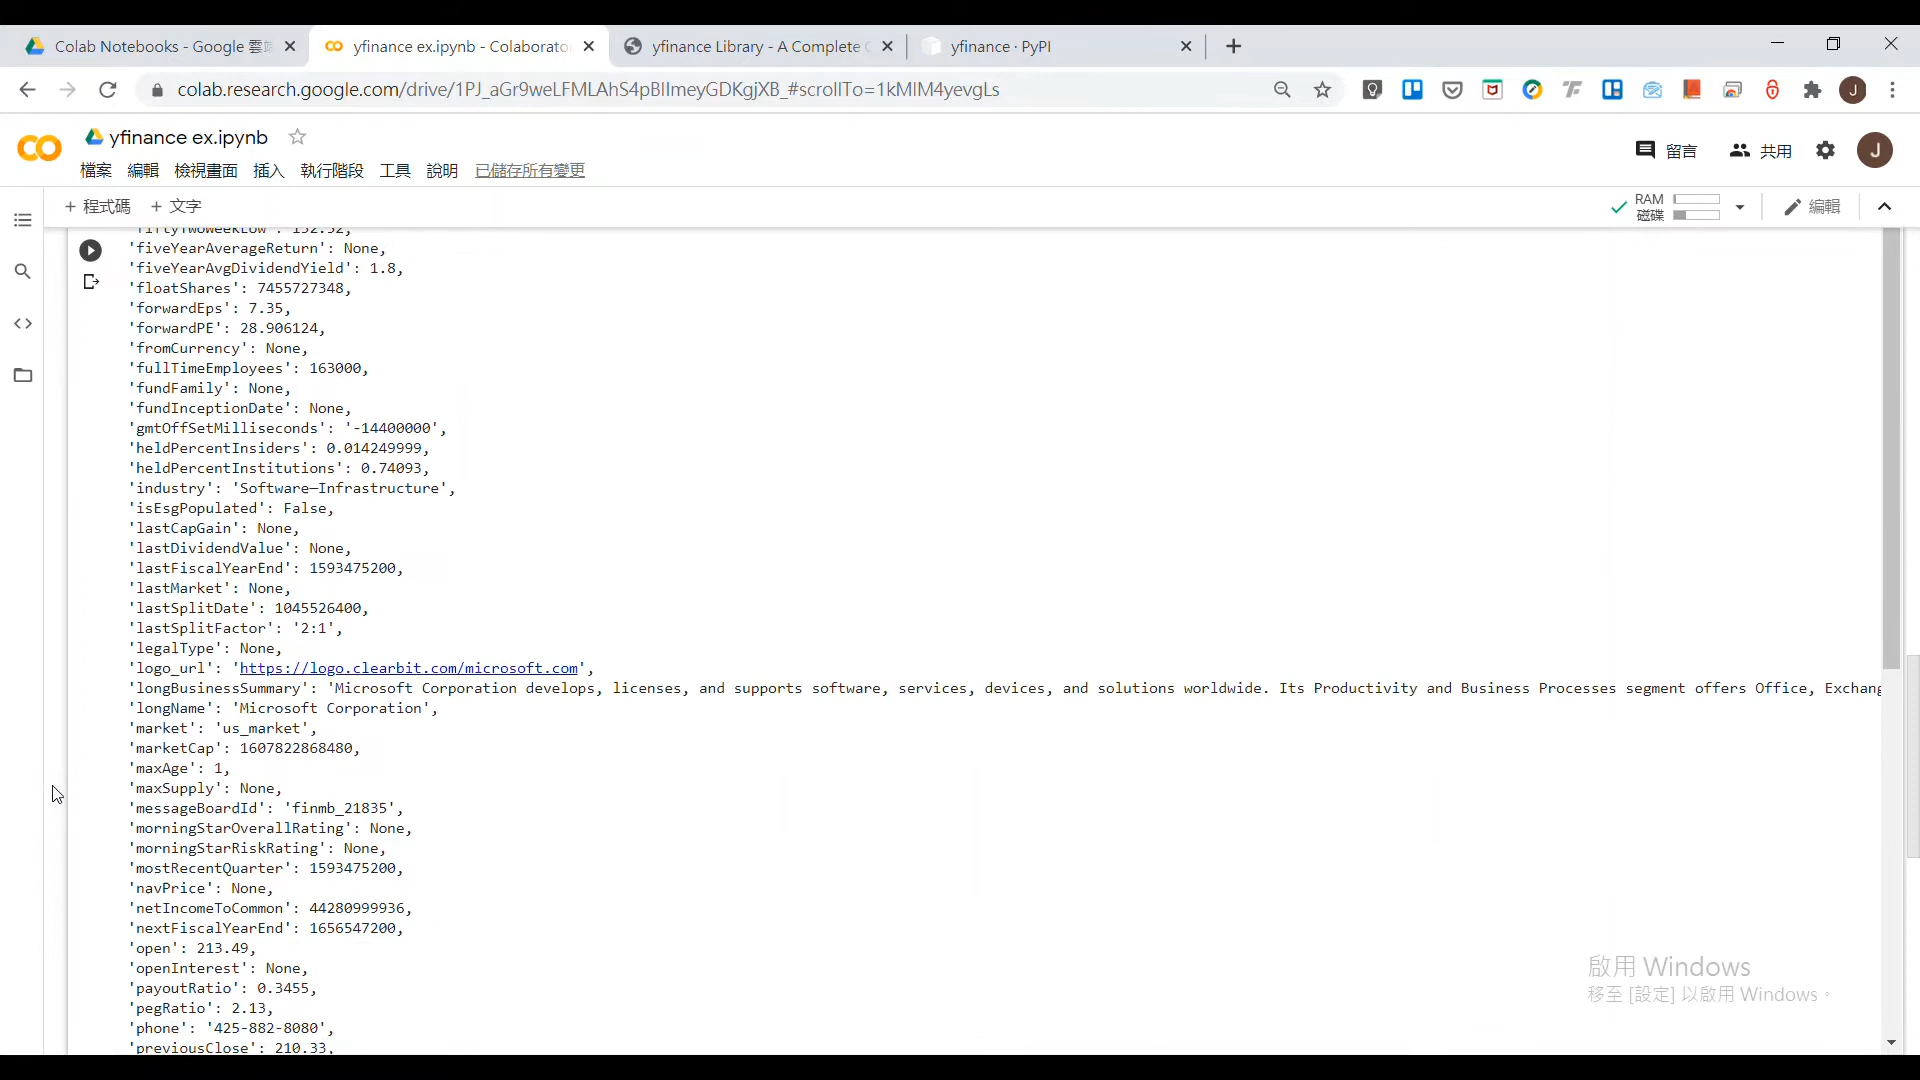 Colab Notebooks - Google 雲端
yfinance ex.ipynb - Colaborato
yfinance Library - A Complete
yfinance · PyPI
colab.research.google.com/drive/1PJ_aGr9weLFMLAhS4pBlImeyGDKgjXB_#scrollTo=1kMlM4yevgLs
J
yfinance ex.ipynb
檔案 編輯 檢視畫面 插入 執行階段 工具 說明 已儲存所有變更
留言 共用 J
+ 程式碼 + 文字
RAM
磁碟
編輯
'fiftyTwoWeekLow': 132.52,
'fiveYearAverageReturn': None,
'fiveYearAvgDividendYield': 1.8,
'floatShares': 7455727348,
'forwardEps': 7.35,
'forwardPE': 28.906124,
'fromCurrency': None,
'fullTimeEmployees': 163000,
'fundFamily': None,
'fundInceptionDate': None,
'gmtOffSetMilliseconds': '-14400000',
'heldPercentInsiders': 0.014249999,
'heldPercentInstitutions': 0.74093,
'industry': 'Software—Infrastructure',
'isEsgPopulated': False,
'lastCapGain': None,
'lastDividendValue': None,
'lastFiscalYearEnd': 1593475200,
'lastMarket': None,
'lastSplitDate': 1045526400,
'lastSplitFactor': '2:1',
'legalType': None,
'logo_url': 'https://logo.clearbit.com/microsoft.com',
'longBusinessSummary': 'Microsoft Corporation develops, licenses, and supports software, services, devices, and solutions worldwide. Its Productivity and Business Processes segment offers Office, Exchang
'longName': 'Microsoft Corporation',
'market': 'us_market',
'marketCap': 1607822868480,
'maxAge': 1,
'maxSupply': None,
'messageBoardId': 'finmb_21835',
'morningStarOverallRating': None,
'morningStarRiskRating': None,
'mostRecentQuarter': 1593475200,
'navPrice': None,
'netIncomeToCommon': 44280999936,
'nextFiscalYearEnd': 1656547200,
'open': 213.49,
'openInterest': None,
'payoutRatio': 0.3455,
'pegRatio': 2.13,
'phone': '425-882-8080',
'previousClose': 210.33,
啟用 Windows
移至 [設定] 以啟用 Windows。